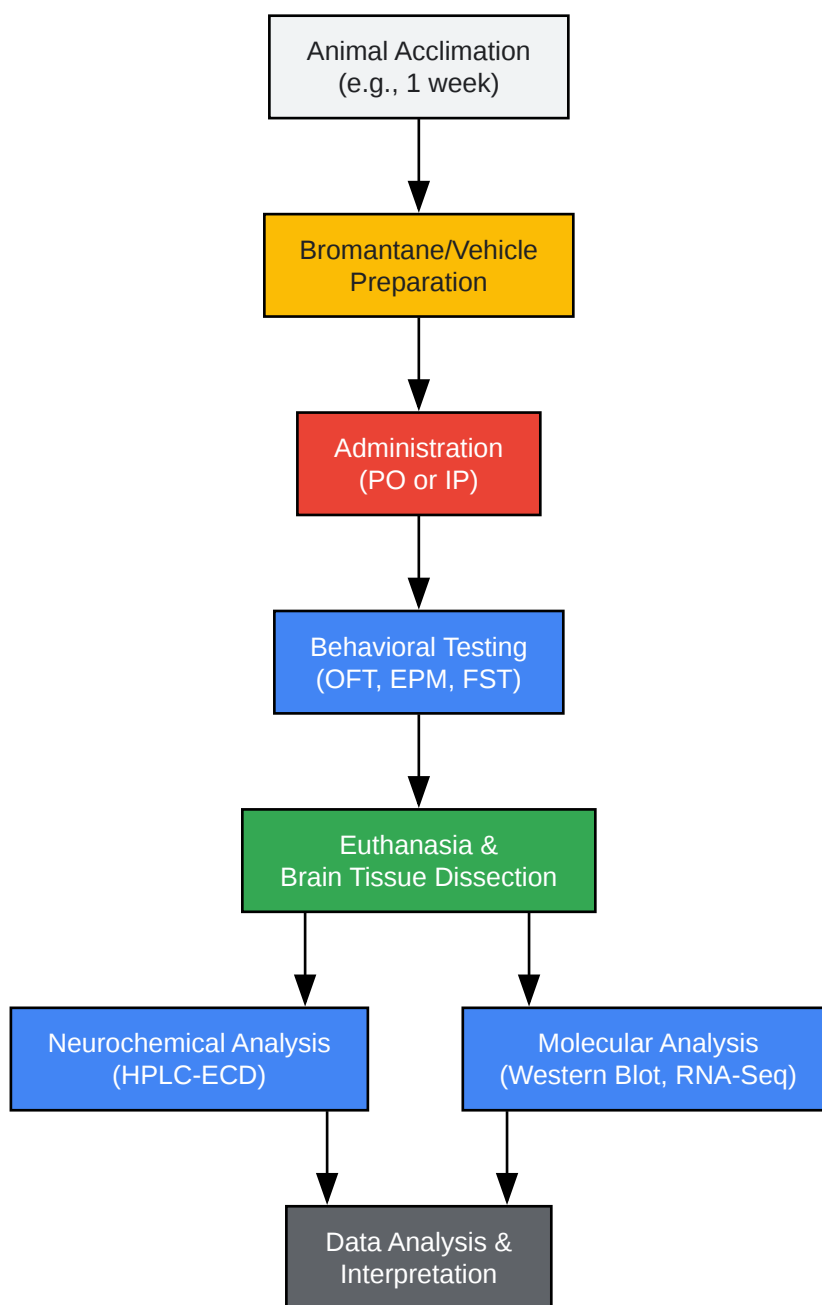 Animal Acclimation
(e.g., 1 week)
Bromantane/Vehicle
Preparation
Administration
(PO or IP)
Behavioral Testing
(OFT, EPM, FST)
Euthanasia &
Brain Tissue Dissection
Neurochemical Analysis
(HPLC-ECD)
Molecular Analysis
(Western Blot, RNA-Seq)
Data Analysis &
Interpretation